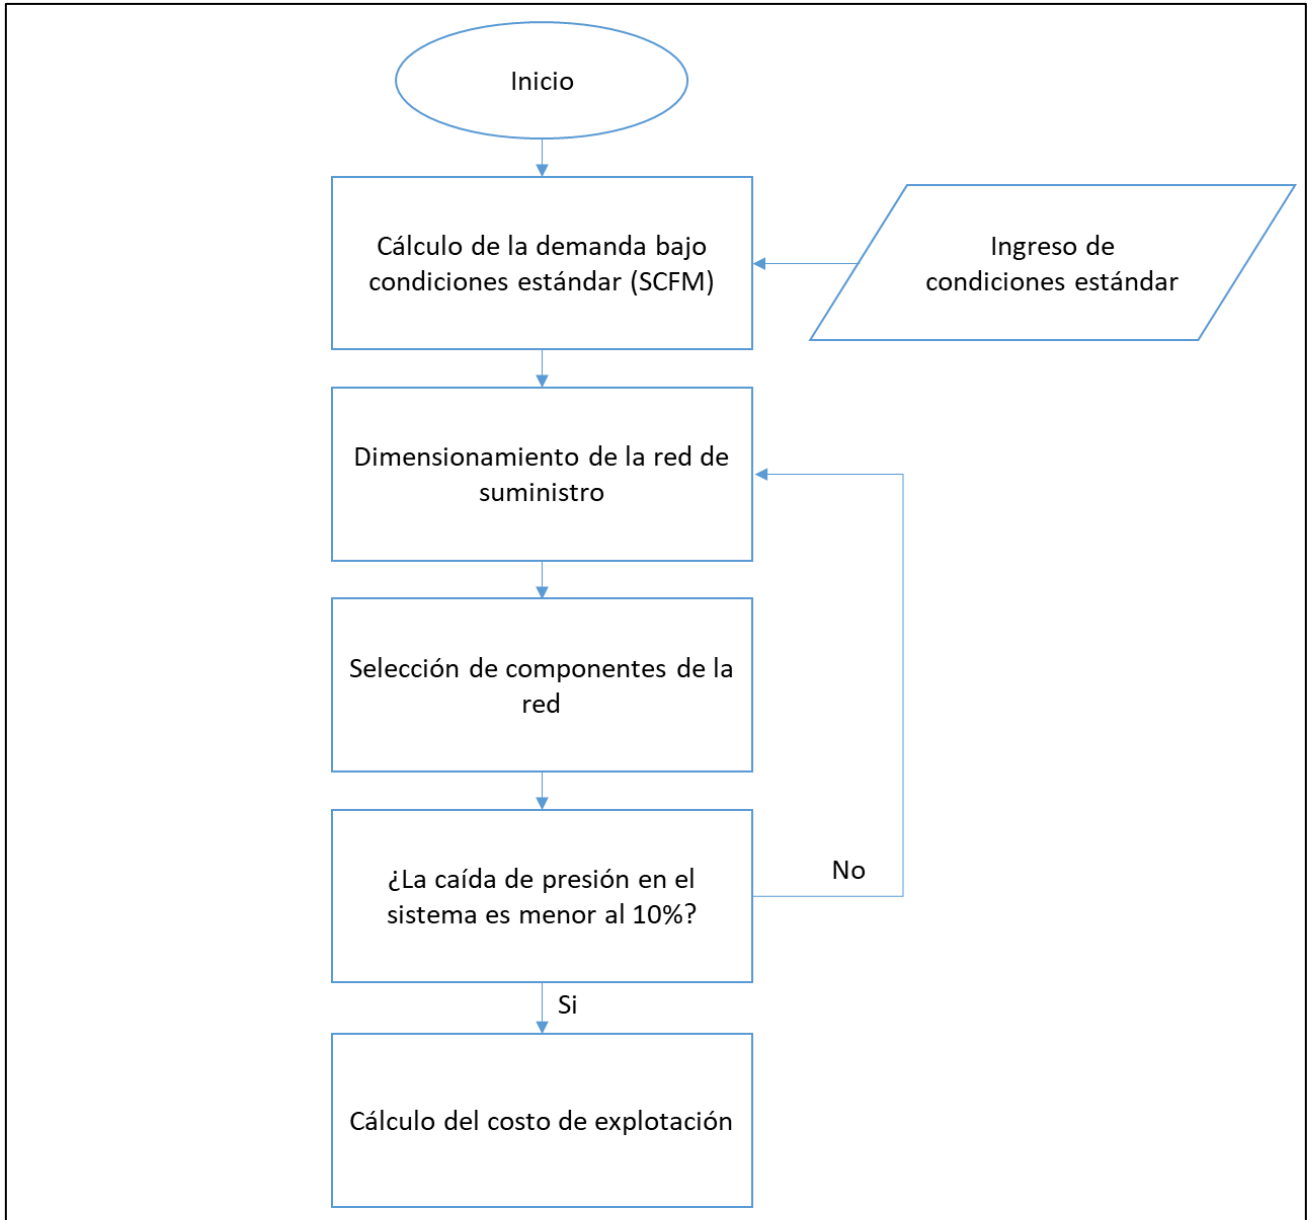 Inicio
Cálculo de la demanda bajo
condiciones estándar (SCFM)
Ingreso de
condiciones estándar
Dimensionamiento de la red de
suministro
Selección de componentes de la
red
¿La caída de presión en el
sistema es menor al 10%?
No
Si
Cálculo del costo de explotación